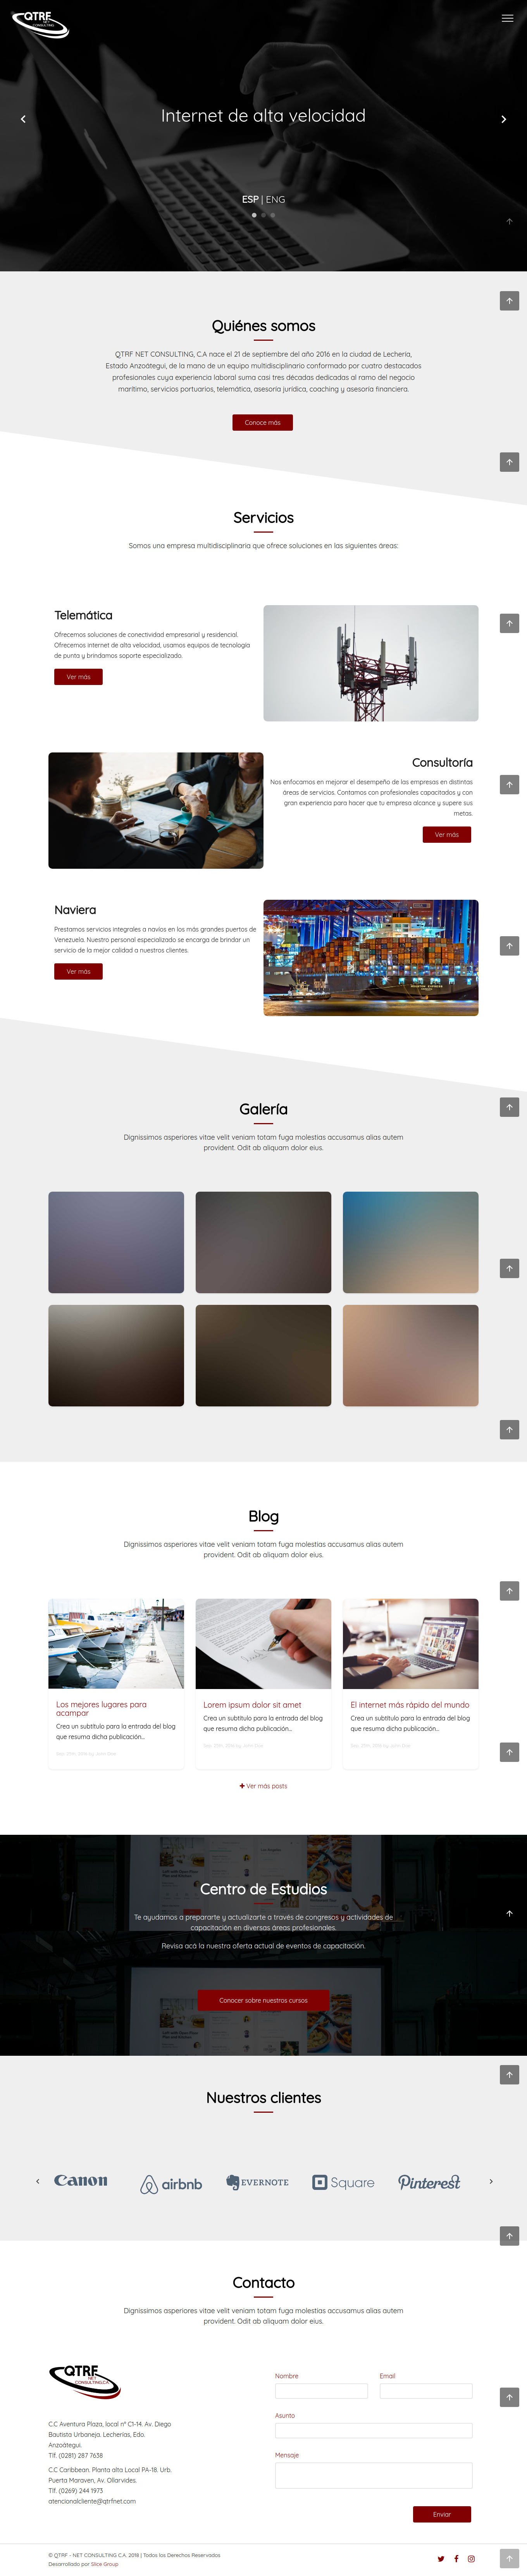 QTRF
NET
CONSULTING
Internet de alta velocidad
ESP | ENG
Quiénes somos
QTRF NET CONSULTING, C.A nace el 21 de septiembre del año 2016 en la ciudad de Lechería,
Estado Anzoátegui, de la mano de un equipo multidisciplinario conformado por cuatro destacados
profesionales cuya experiencia laboral suma casi tres décadas dedicadas al ramo del negocio
marítimo, servicios portuarios, telemática, asesoría jurídica, coaching y asesoría financiera.
Conoce más
Servicios
Somos una empresa multidisciplinaria que ofrece soluciones en las siguientes áreas:
Telemática
Ofrecemos soluciones de conectividad empresarial y residencial.
Ofrecemos internet de alta velocidad, usamos equipos de tecnología
de punta y brindamos soporte especializado.
Ver más
Consultoría
Nos enfocamos en mejorar el desempeño de las empresas en distintas
áreas de servicios. Contamos con profesionales capacitados y con
gran experiencia para hacer que tu empresa alcance y supere sus
metas.
Ver más
Naviera
Prestamos servicios integrales a navíos en los más grandes puertos de
Venezuela. Nuestro personal especializado se encarga de brindar un
servicio de la mejor calidad a nuestros clientes.
Ver más
Galería
Dignissimos asperiores vitae velit veniam totam fuga molestias accusamus alias autem
provident. Odit ab aliquam dolor eius.
Blog
Dignissimos asperiores vitae velit veniam totam fuga molestias accusamus alias autem
provident. Odit ab aliquam dolor eius.
Los mejores lugares para
acampar
Crea un subtítulo para la entrada del blog
que resuma dicha publicación...
Lorem ipsum dolor sit amet
Crea un subtítulo para la entrada del blog
que resuma dicha publicación...
El internet más rápido del mundo
Crea un subtítulo para la entrada del blog
que resuma dicha publicación...
Ver más posts
Centro de Estudios
Te ayudamos a prepararte y actualizarte a través de congresos y actividades de
capacitación en diversas áreas profesionales.
Revisa acá la nuestra oferta actual de eventos de capacitación.
Conocer sobre nuestros cursos
Nuestros clientes
Canon
airbnb
EVERNOTE
Square
Pinterest
Contacto
Dignissimos asperiores vitae velit veniam totam fuga molestias accusamus alias autem
provident. Odit ab aliquam dolor eius.
QTRF
NET
CONSULTING,C.A
C.C Aventura Plaza, local nº C1-14. Av. Diego
Bautista Urbaneja. Lecherías, Edo.
Anzoátegui.
Tlf. (0281) 287 7638
C.C Caribbean. Planta alta Local PA-18. Urb.
Puerta Maraven, Av. Ollarvides.
Tlf. (0269) 244 1973
atencionalcliente@qtrfnet.com
Nombre
Email
Asunto
Mensaje
Enviar
© QTRF - NET CONSULTING C.A. 2018 | Todos los Derechos Reservados
Desarrollado por Slice Group